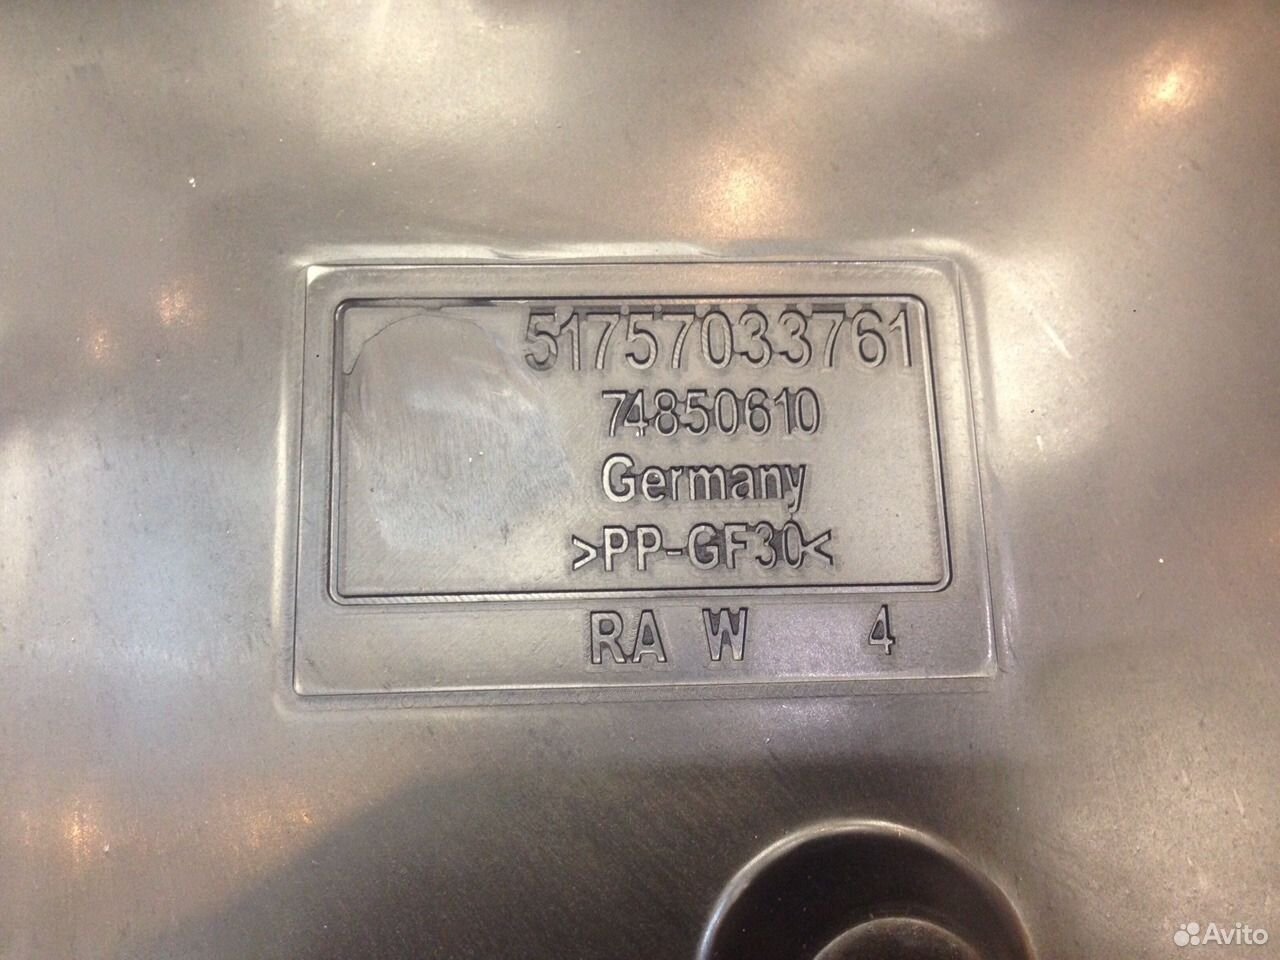 51757033761
74850610
Germany
>PP-GF30<
RA W 4
Avito